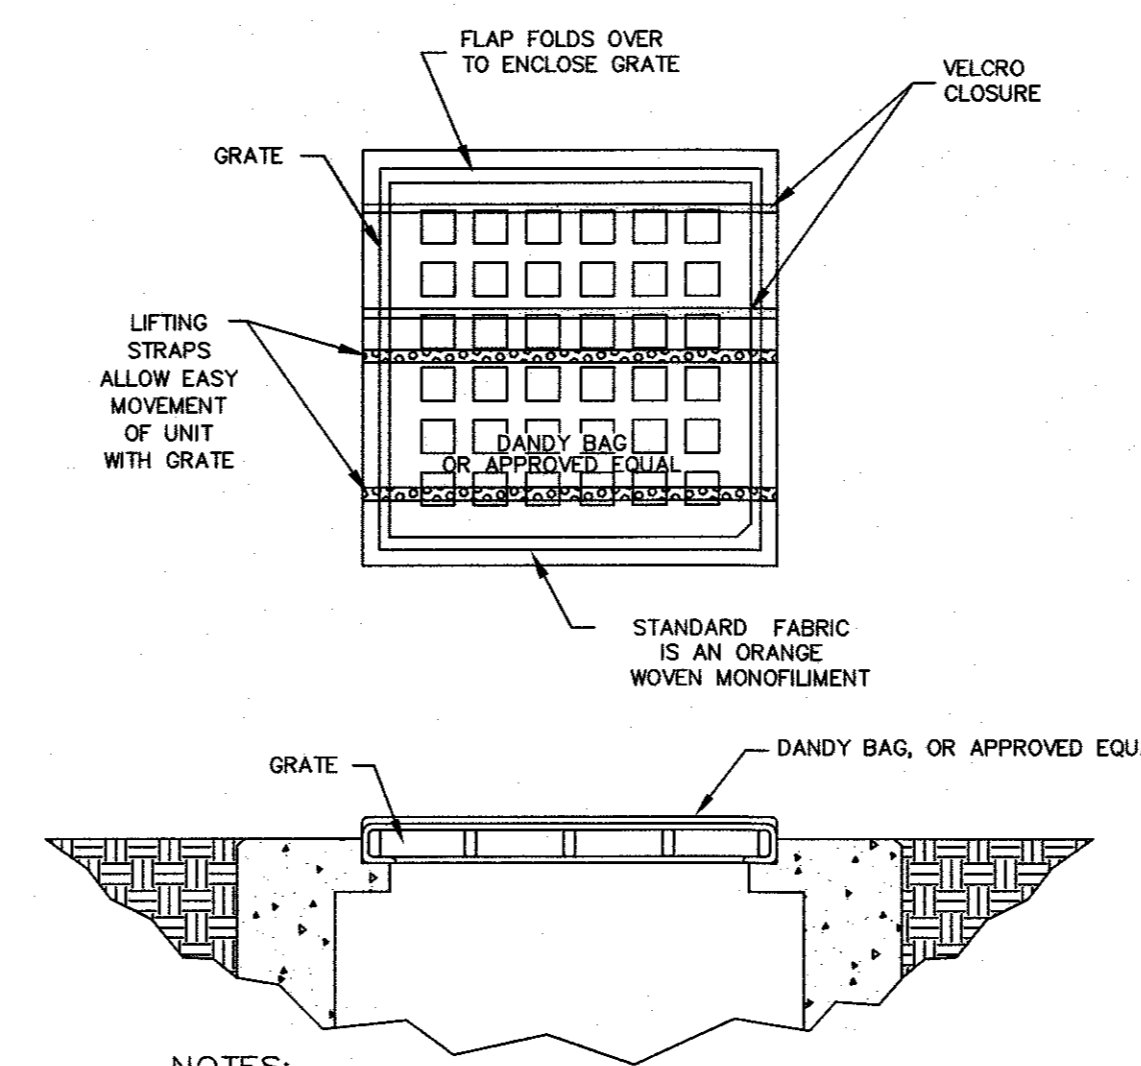 FLAP FOLDS OVER
TO ENCLOSE GRATE
VELCRO
CLOSURE
GRATE
LIFTING
STRAPS
ALLOW EASY
MOVEMENT
OF UNIT
WITH GRATE
DANDY BAG
OR APPROVED EQUAL
STANDARD FABRIC
IS AN ORANGE
WOVEN MONOFILIMENT
GRATE
DANDY BAG, OR APPROVED EQU
NOTES: